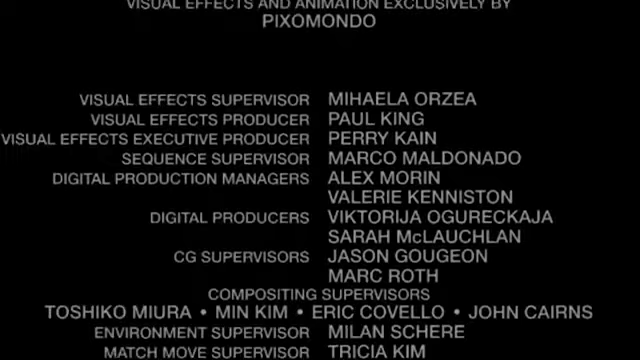 VISUAL EFFECTS AND ANIMATION EXCLUSIVELY BY
PIXOMONDO
VISUAL EFFECTS SUPERVISOR MIHAELA ORZEA
VISUAL EFFECTS PRODUCER PAUL KING
VISUAL EFFECTS EXECUTIVE PRODUCER PERRY KAIN
SEQUENCE SUPERVISOR MARCO MALDONADO
DIGITAL PRODUCTION MANAGERS ALEX MORIN
VALERIE KENNISTON
DIGITAL PRODUCERS VIKTORIJA OGURECKAJA
SARAH McLAUCHLAN
CG SUPERVISORS JASON GOUGEON
MARC ROTH
COMPOSITING SUPERVISORS
TOSHIKO MIURA • MIN KIM • ERIC COVELLO • JOHN CAIRNS
ENVIRONMENT SUPERVISOR MILAN SCHERE
MATCH MOVE SUPERVISOR TRICIA KIM